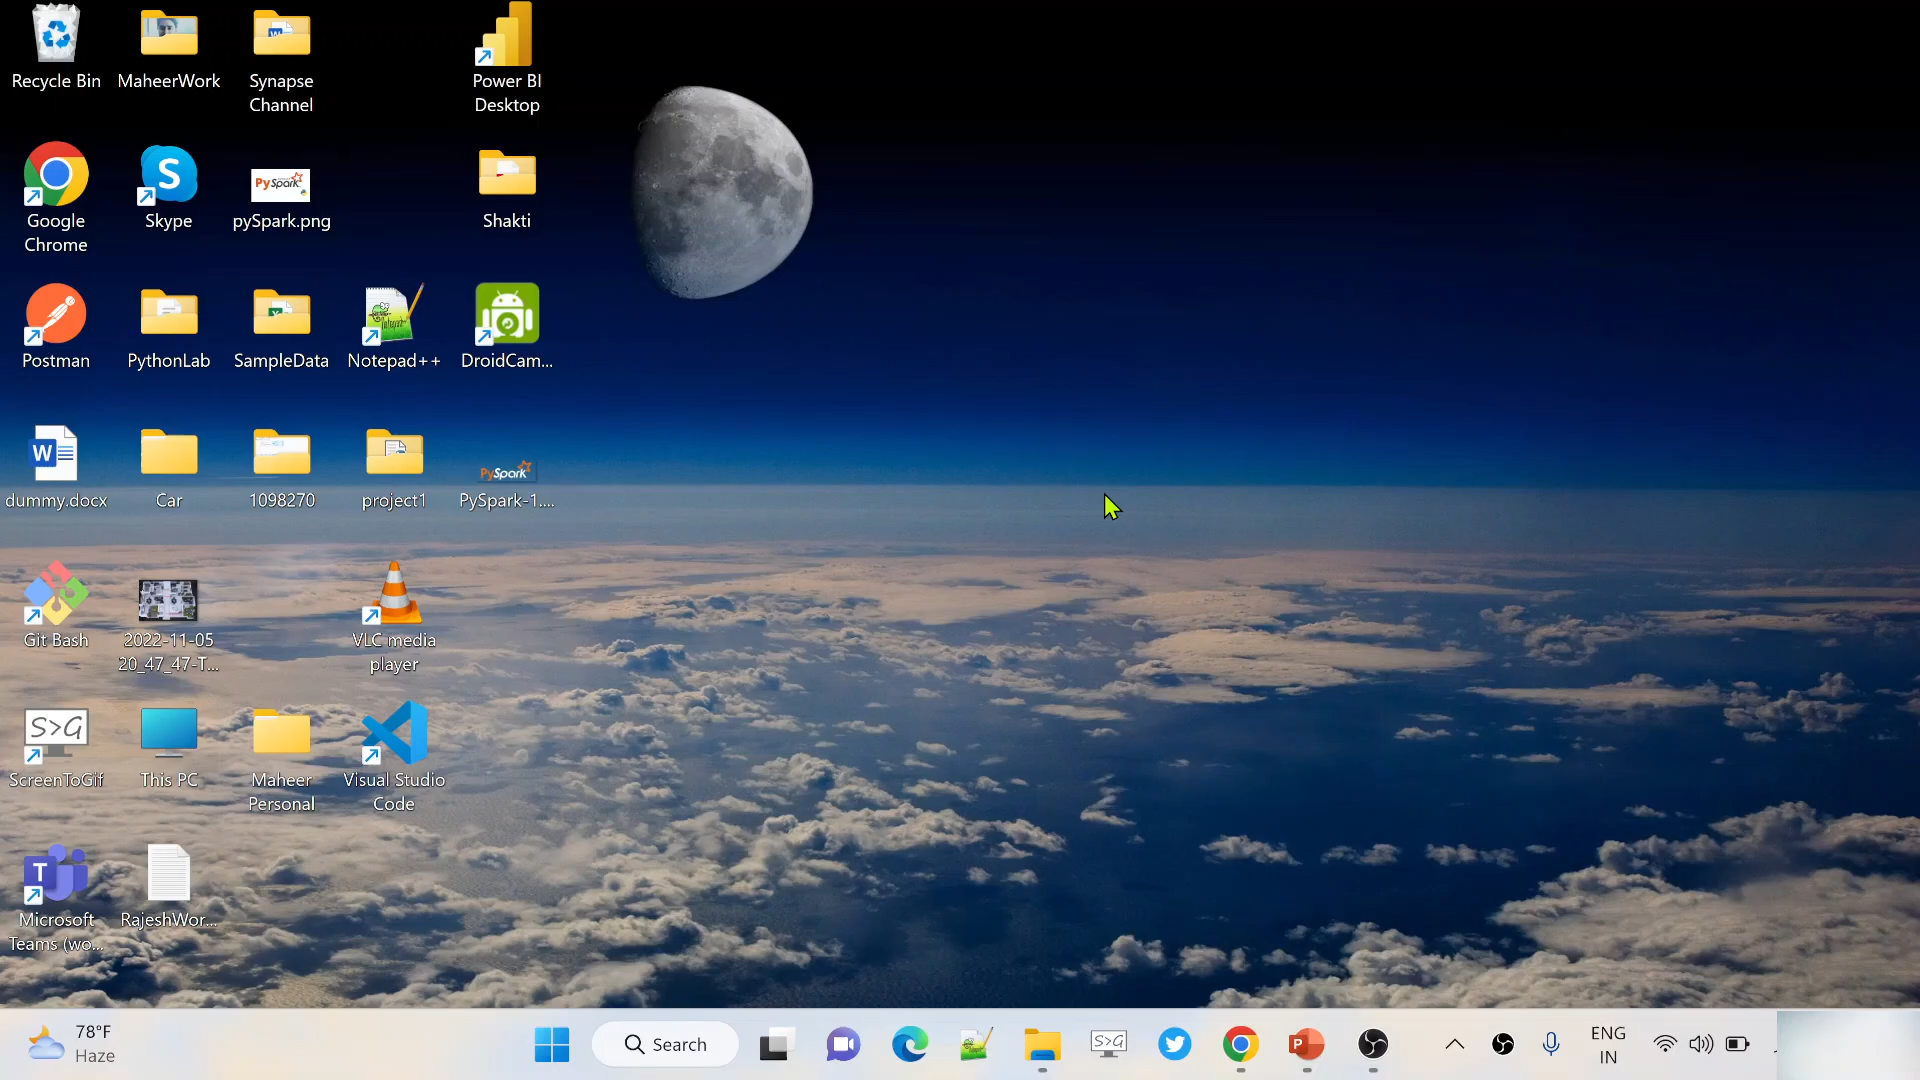 Recycle Bin
MaheerWork
Synapse
Channel
Power BI
Desktop
Google
Chrome
S
Skype
PySpark
pySpark.png
Shakti
Postman
PythonLab
SampleData
Notepad++
DroidCam...
W
dummy.docx
Car
1098270
project1
PySpark
PySpark-1....
Git Bash
2022-11-05
20_47_47-T...
VLC media
player
S>G
ScreenToGif
This PC
Maheer
Personal
Visual Studio
Code
T
Microsoft
Teams (wo...
RajeshWor...
78°F
Haze
Search
S>G
P
ENG
IN